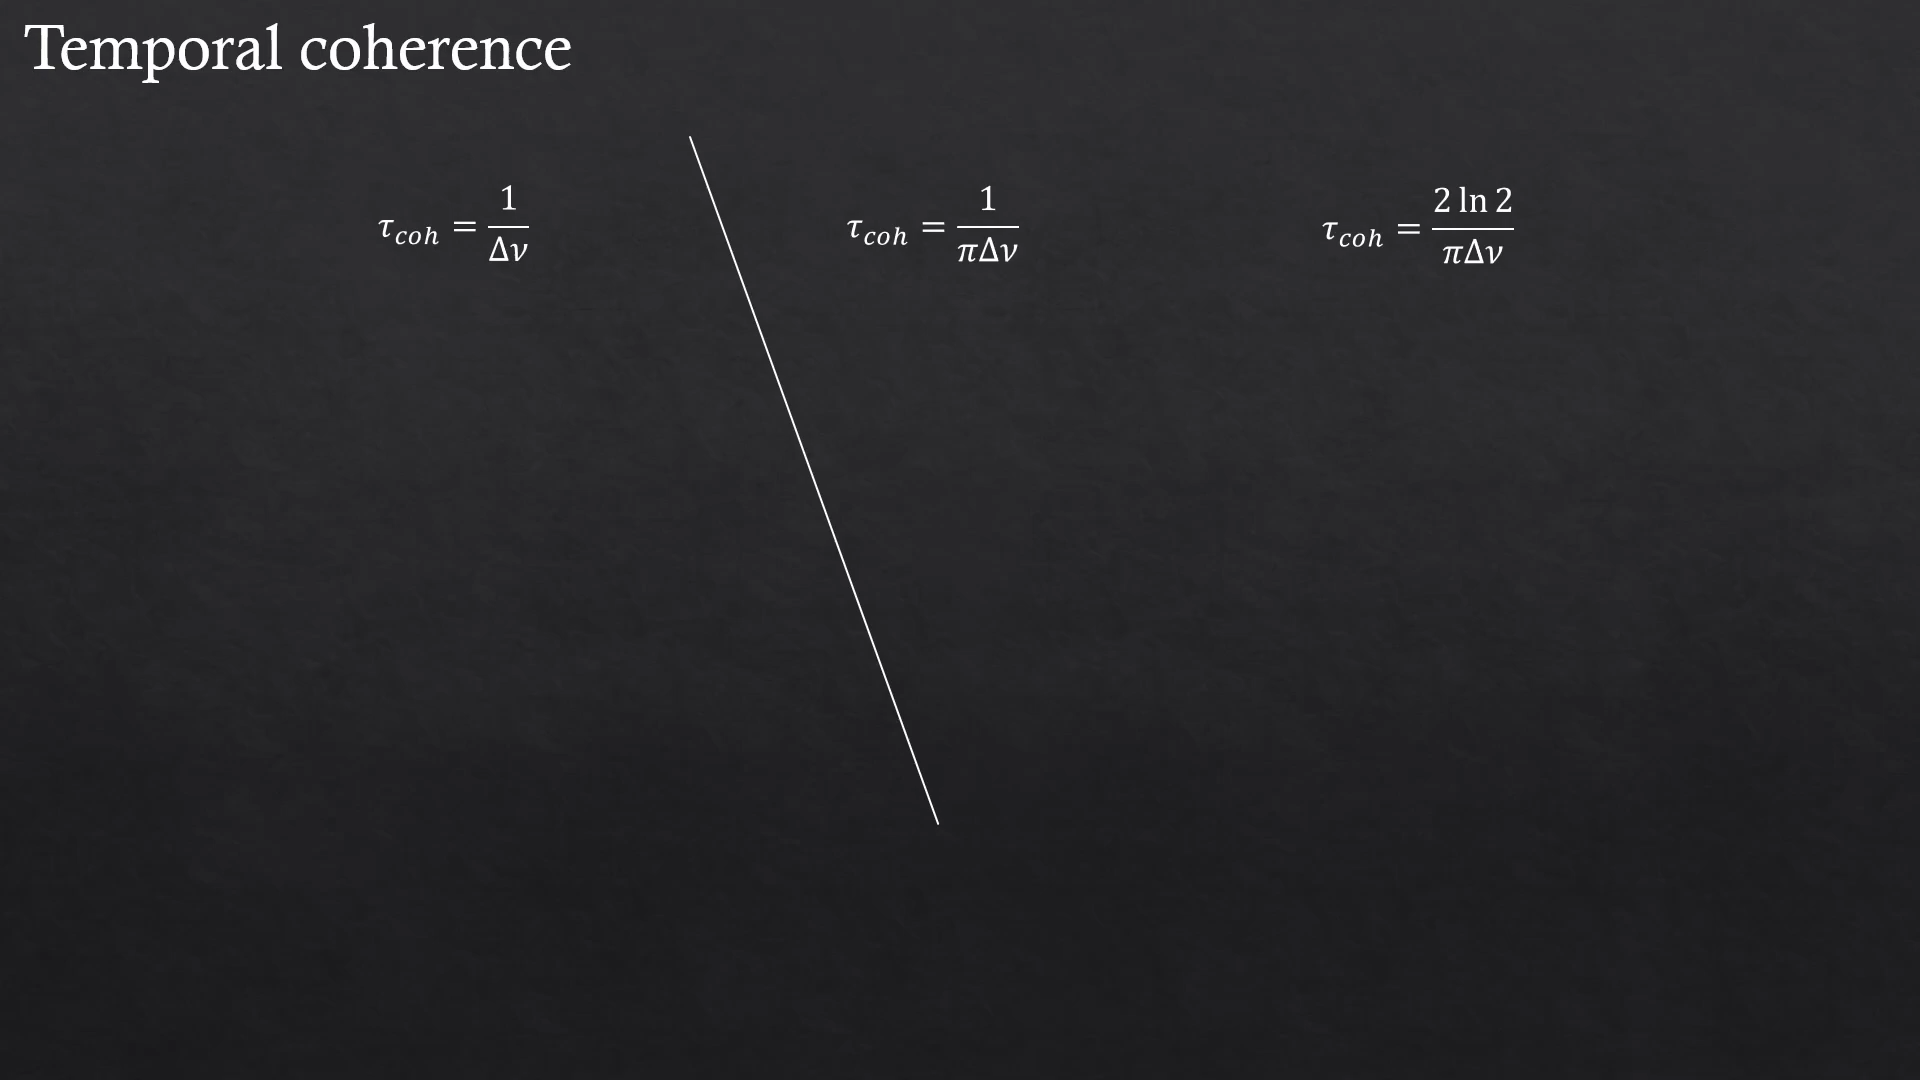 Temporal coherence
τ_coh = 1/Δν
τ_coh = 1/πΔν
τ_coh = 2 ln 2/πΔν